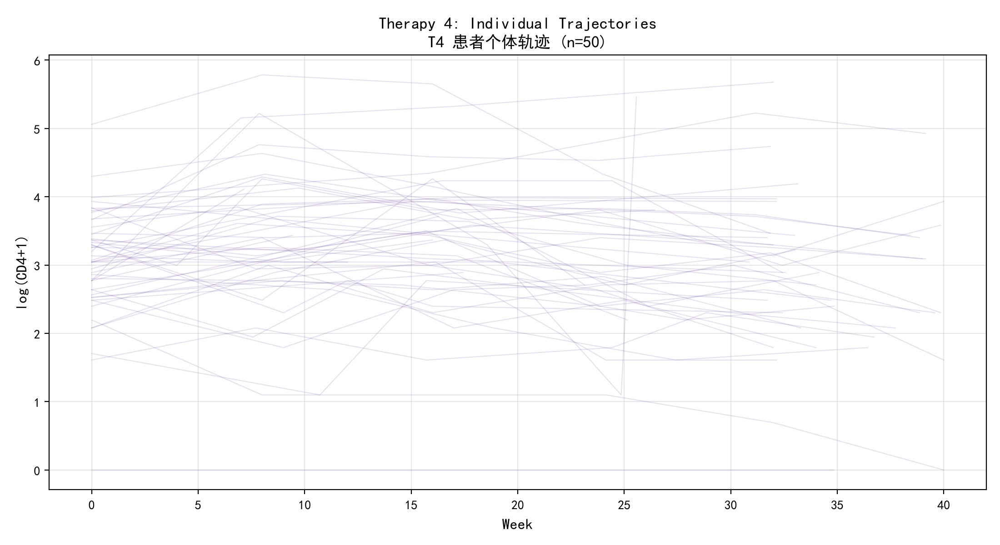 Therapy 4: Individual Trajectories
T4 患者个体轨迹 (n=50)
log(CD4+1)
6
5
4
3
2
1
0
0 5 10 15 20 25 30 35 40
Week